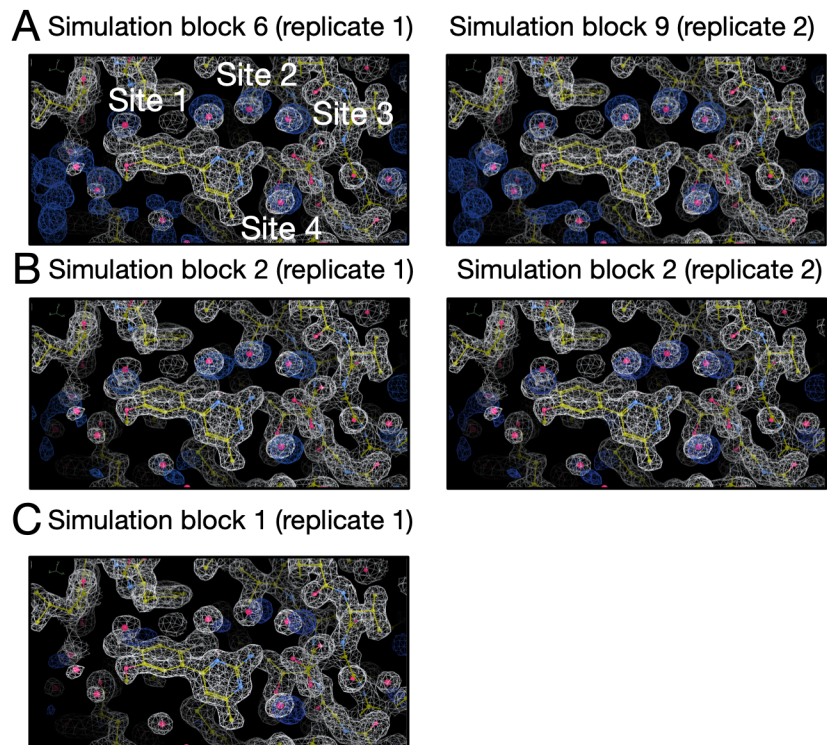 A Simulation block 6 (replicate 1) Simulation block 9 (replicate 2)
Site 2
Site 1
Site 3
Site 4
B Simulation block 2 (replicate 1) Simulation block 2 (replicate 2)
C Simulation block 1 (replicate 1)